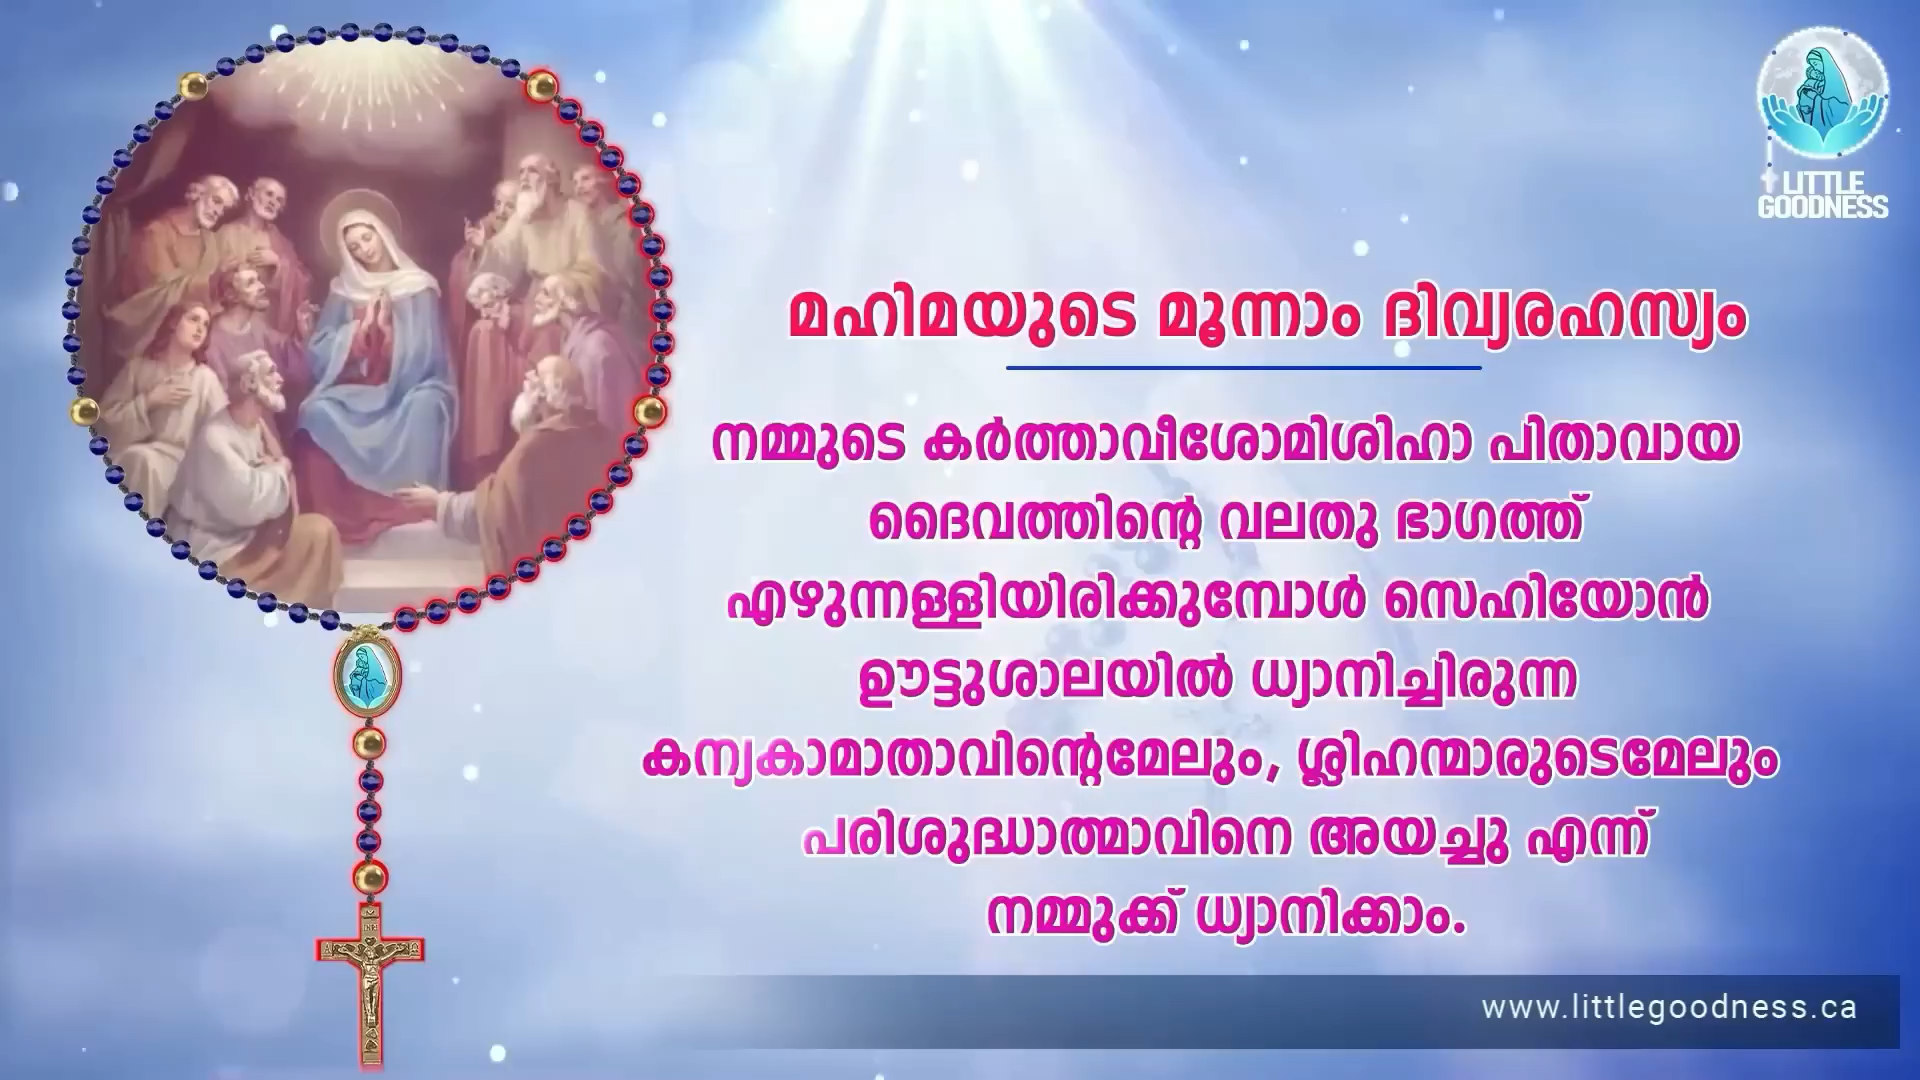 LITTLE
GOODNESS
മഹിമയുടെ മൂന്നാം ദിവ്യരഹസ്യം
നമ്മുടെ കർത്താവീശോമിശിഹാ പിതാവായ
ദൈവത്തിന്റെ വലതു ഭാഗത്ത്
എഴുന്നള്ളിയിരിക്കുമ്പോൾ സെഹിയോൻ
ഊട്ടുശാലയിൽ ധ്യാനിച്ചിരുന്ന
കന്യകാമാതാവിന്റെമേലും, ശ്ലിഹന്മാരുടെമേലും
പരിശുദ്ധാത്മാവിനെ അയച്ചു എന്ന്
നമ്മുക്ക് ധ്യാനിക്കാം.
INRI
www.littlegoodness.ca